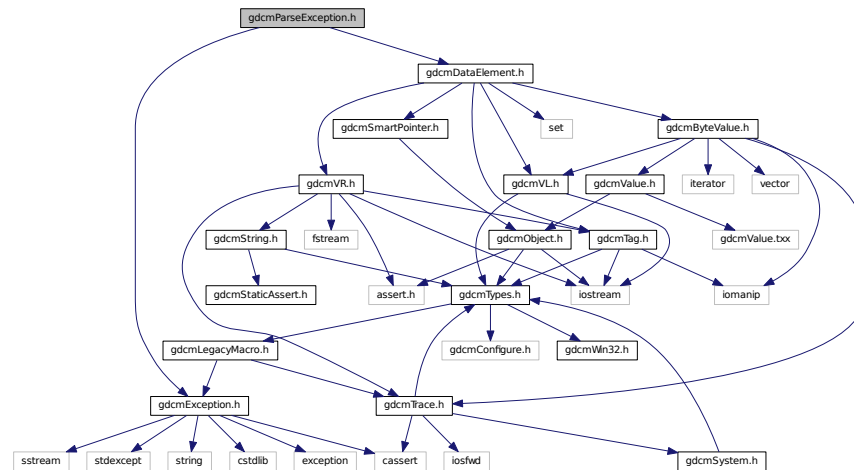 gdcmParseException.h
gdcmDataElement.h
gdcmSmartPointer.h
set
gdcmByteValue.h
gdcmVR.h
gdcmVL.h
gdcmValue.h
iterator
vector
gdcmString.h
fstream
gdcmObject.h
gdcmTag.h
gdcmValue.txx
gdcmStaticAssert.h
assert.h
gdcmTypes.h
iostream
iomanip
gdcmLegacyMacro.h
gdcmConfigure.h
gdcmWin32.h
gdcmException.h
gdcmTrace.h
sstream
stdexcept
string
cstdlib
exception
cassert
iosfwd
gdcmSystem.h